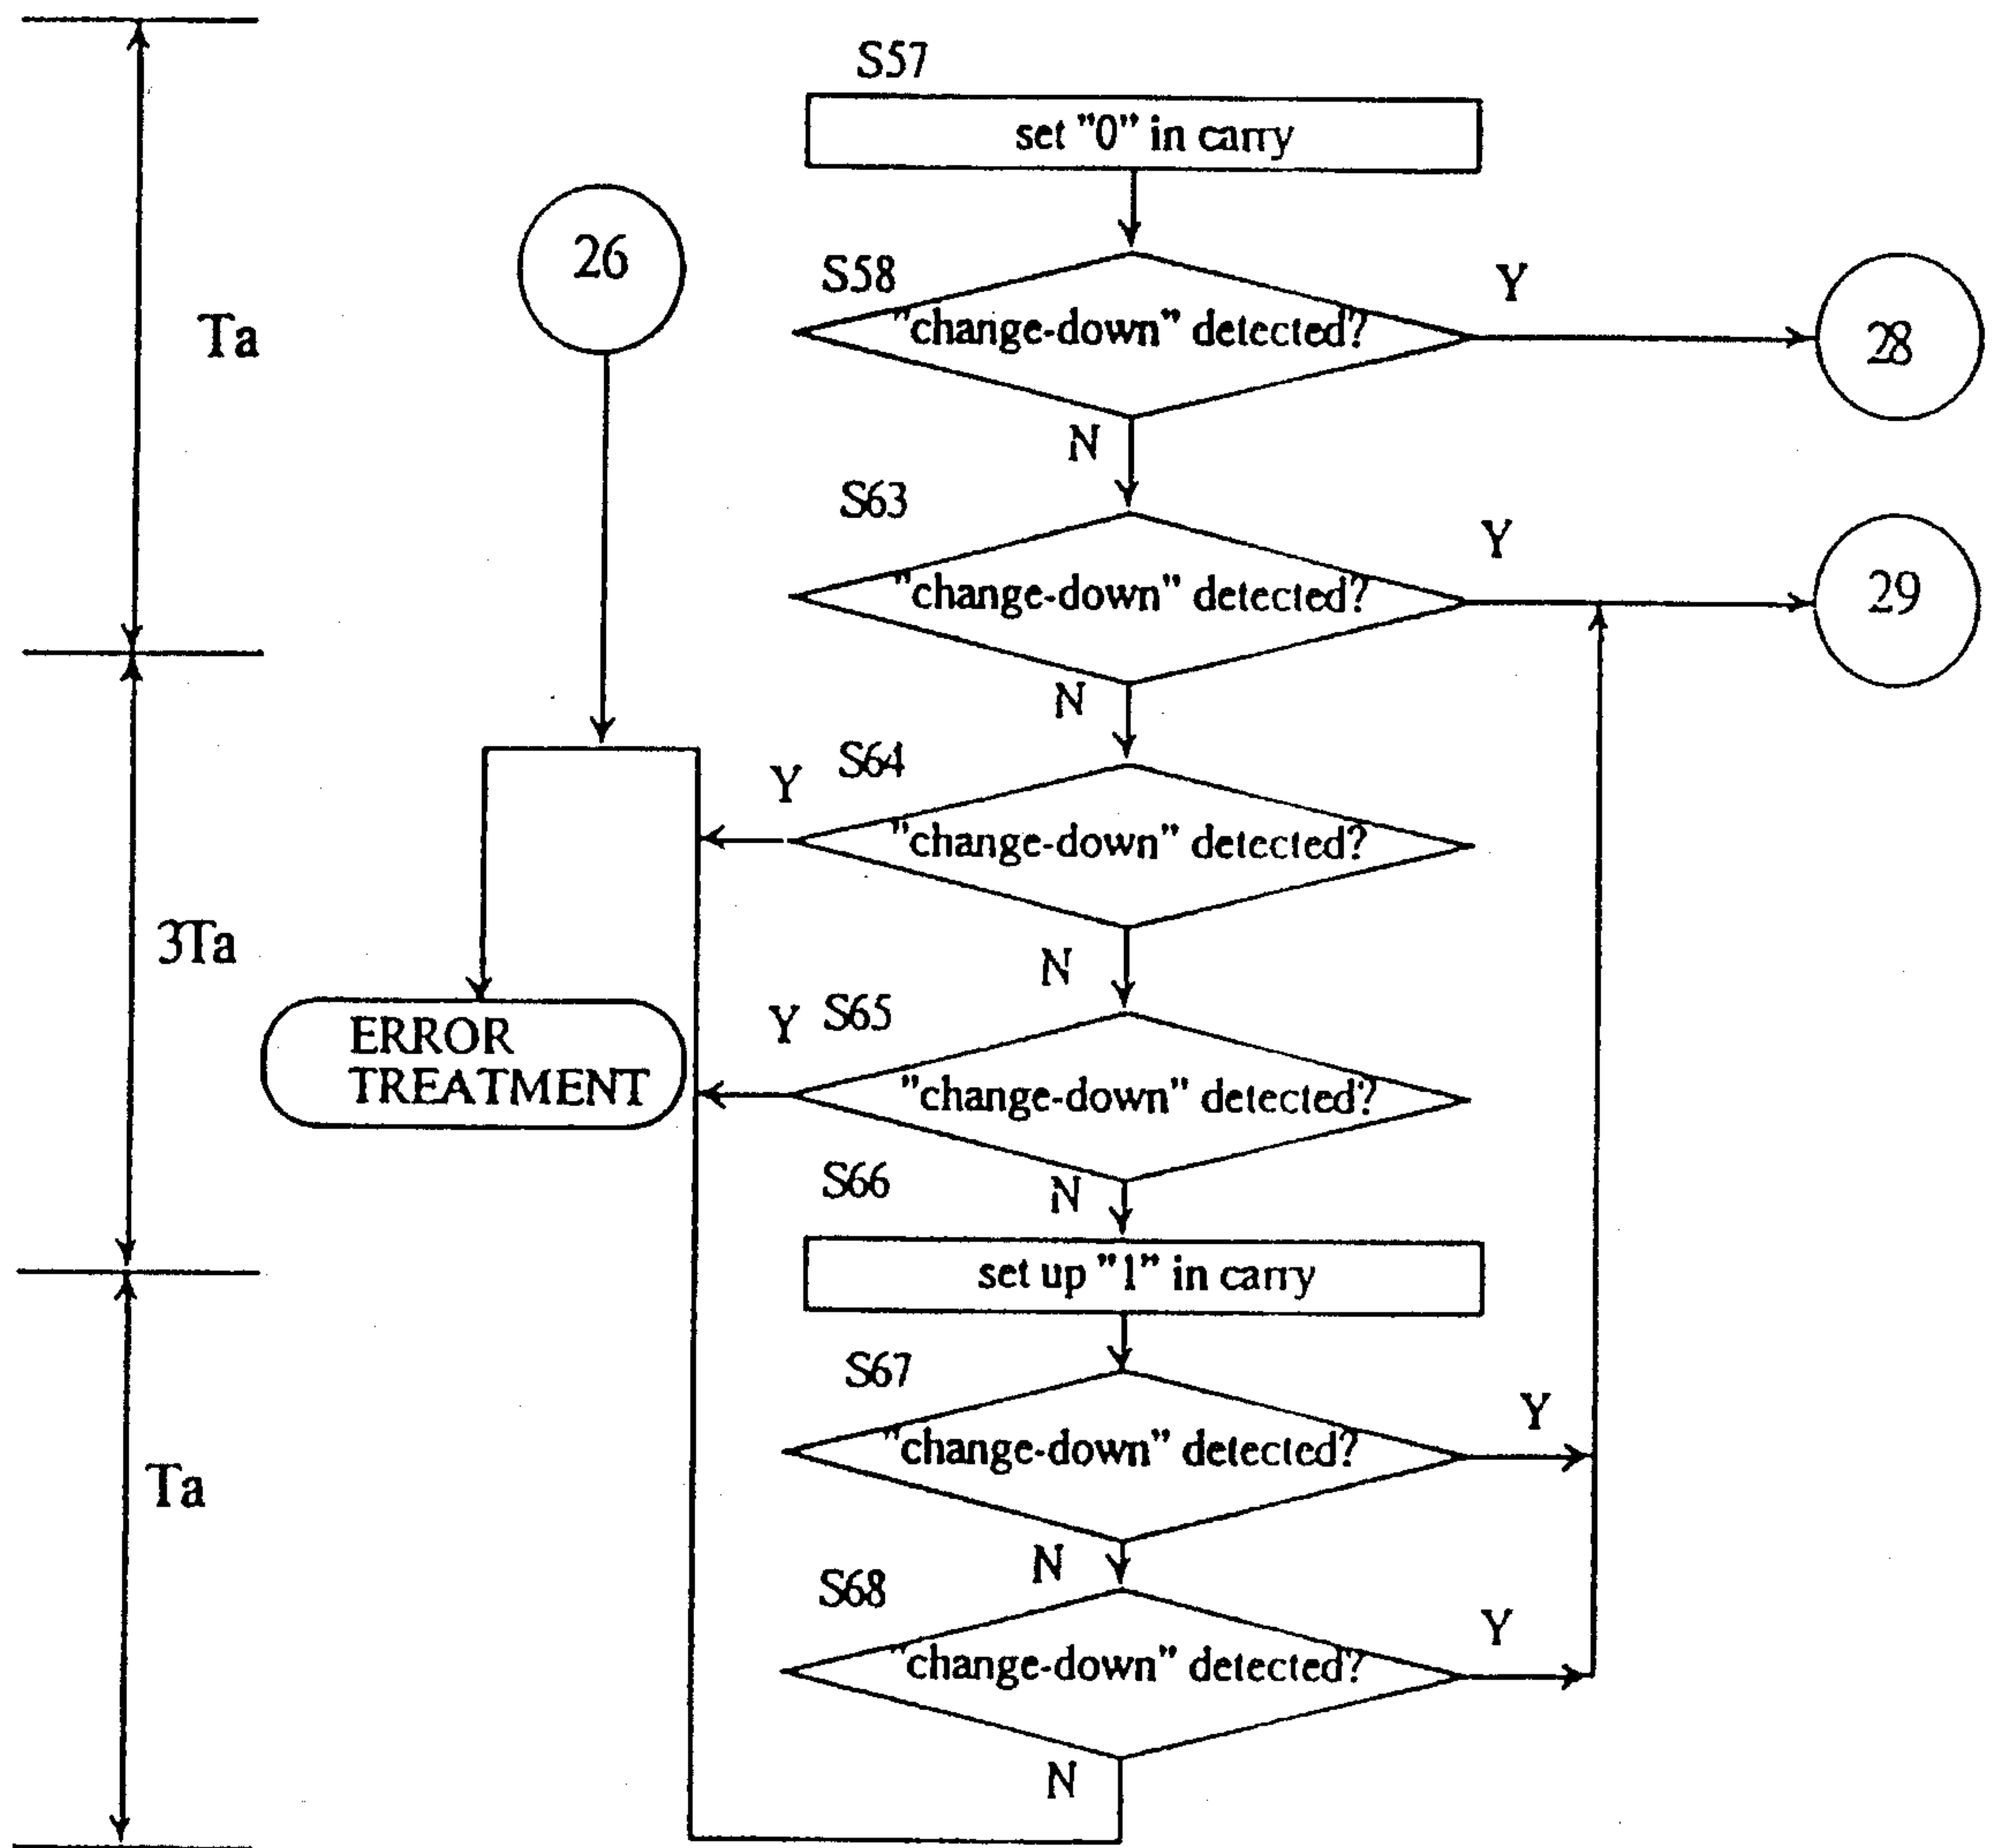 S57
set "0" in carry
26
S58
"change-down" detected?
Y
28
Ta
N
S63
"change-down" detected?
Y
29
N
S64
Y
"change-down" detected?
3Ta
N
ERROR
TREATMENT
Y
S65
"change-down" detected?
S66
N
set up "1" in carry
S67
"change-down" detected?
Y
Ta
N
S68
"change-down" detected?
Y
N